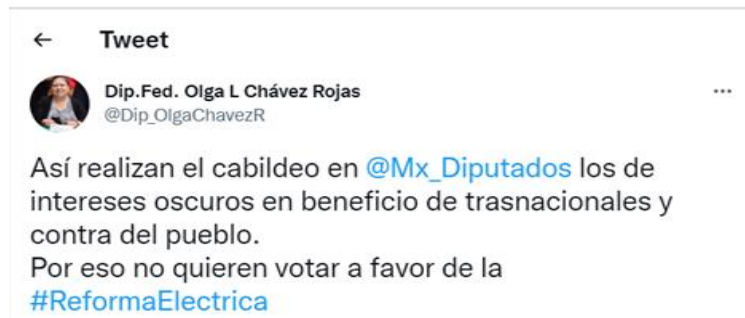 ← Tweet
Dip.Fed. Olga L Chávez Rojas
@Dip_OlgaChavezR
Así realizan el cabildeo en @Mx_Diputados los de
intereses oscuros en beneficio de trasnacionales y
contra del pueblo.
Por eso no quieren votar a favor de la
#ReformaElectrica